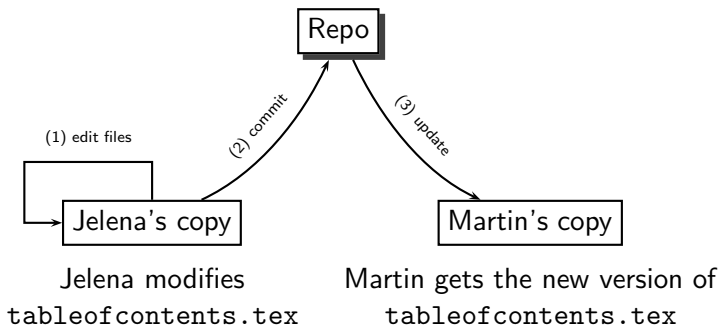 Repo
(1) edit files
(2) commit
(3) update
Jelena's copy
Martin's copy
Jelena modifies
tableofcontents.tex
Martin gets the new version of
tableofcontents.tex